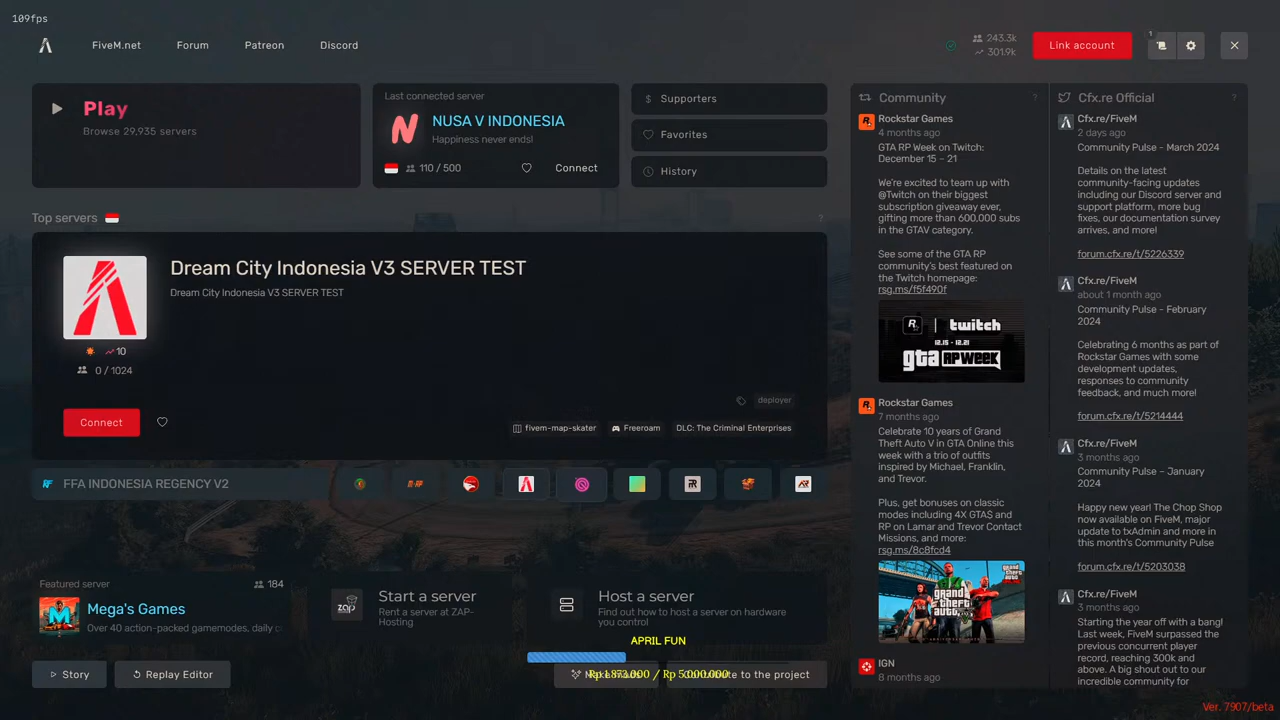 109fps
FiveM.net
Forum
Patreon
Discord
243.3k
301.9k
Link account
1
Play
Browse 29,935 servers
Last connected server
NUSA V INDONESIA
Happiness never ends!
110 / 500
Connect
Supporters
Favorites
History
Top servers
?
Dream City Indonesia V3 SERVER TEST
Dream City Indonesia V3 SERVER TEST
10
0 / 1024
Connect
deployer
fivem-map-skater
Freeroam
DLC: The Criminal Enterprises
FFA INDONESIA REGENCY V2
Featured server
184
Mega's Games
Over 40 action-packed gamemodes, daily c
Start a server
Rent a server at ZAP-
Hosting
Host a server
Find out how to host a server on hardware
you control
APRIL FUN
Rp 1.873.000 / Rp 5.000.000
Story
Replay Editor
to the project
Community
?
Rockstar Games
4 months ago
GTA RP Week on Twitch:
December 15 – 21
We're excited to team up with
@Twitch on their biggest
subscription giveaway ever,
gifting more than 600,000 subs
in the GTAV category.
See some of the GTA RP
community's best featured on
the Twitch homepage:
rsg.ms/f5f490f
twitch
12.15 - 12.21
gta RP WEEK
Rockstar Games
7 months ago
Celebrate 10 years of Grand
Theft Auto V in GTA Online this
week with a trio of outfits
inspired by Michael, Franklin,
and Trevor.
Plus, get bonuses on classic
modes including 4X GTA$ and
RP on Lamar and Trevor Contact
Missions, and more:
rsg.ms/8c8fcd4
grand
theft
auto
IGN
8 months ago
Cfx.re Official
?
Cfx.re/FiveM
2 days ago
Community Pulse - March 2024
Details on the latest
community-facing updates
including our Discord server and
support platform, more bug
fixes, our documentation survey
arrives, and more!
forum.cfx.re/t/5226339
Cfx.re/FiveM
about 1 month ago
Community Pulse - February
2024
Celebrating 6 months as part of
Rockstar Games with some
development updates,
responses to community
feedback, and much more!
forum.cfx.re/t/5214444
Cfx.re/FiveM
3 months ago
Community Pulse – January
2024
Happy new year! The Chop Shop
now available on FiveM, major
update to txAdmin and more in
this month's Community Pulse
forum.cfx.re/t/5203038
Cfx.re/FiveM
3 months ago
Starting the year off with a bang!
Last week, FiveM surpassed the
previous concurrent player
record, reaching 300k and
above. A big shout out to our
incredible community for
Ver. 7907/beta